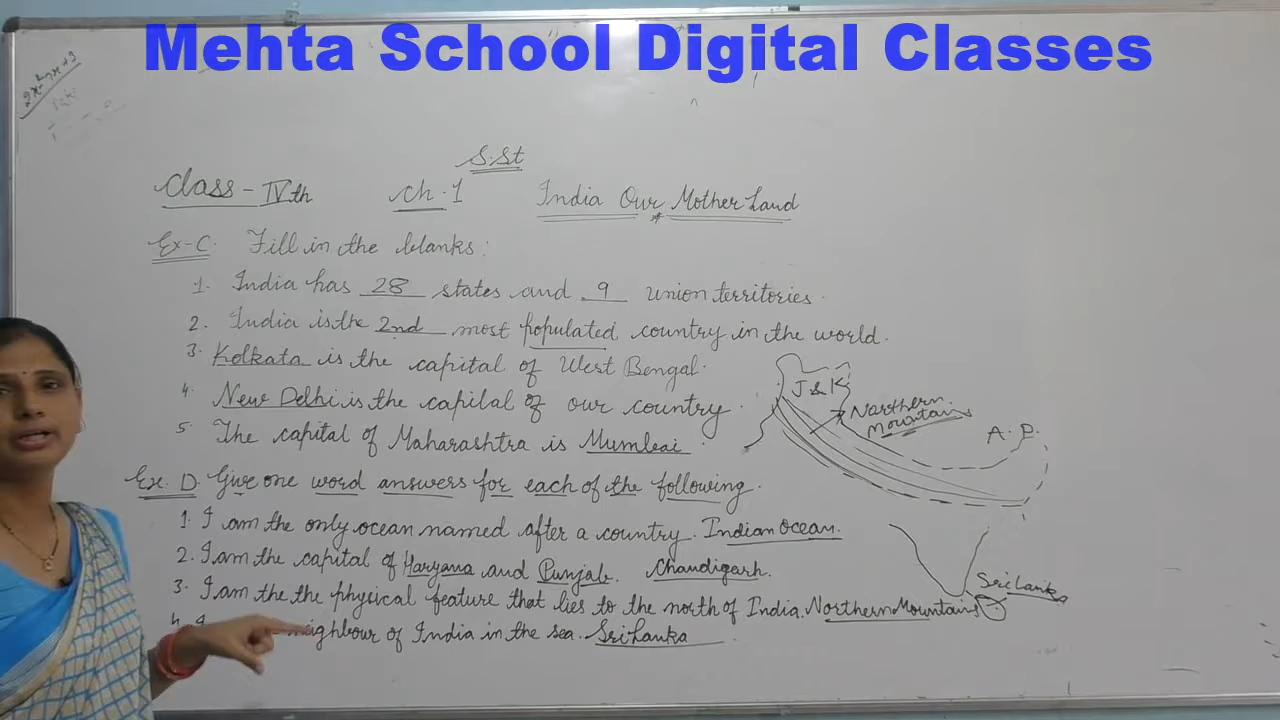 Mehta School Digital Classes
2x²-7x+3
S.St
Class - IVth Ch.1 India Our Mother Land
Ex-C. Fill in the blanks:
1. India has 28 states and 9 union territories.
2. India is the 2nd most populated country in the world.
3. Kolkata is the capital of West Bengal.
4. New Delhi is the capital of our country.
5. The capital of Maharashtra is Mumbai.
J&K
Northern Mountains
A.P.
Ex. D. Give one word answers for each of the following.
1. I am the only ocean named after a country. Indian Ocean.
2. I am the capital of Haryana and Punjab. Chandigarh.
3. I am the the physical feature that lies to the north of India. Northern Mountains
Sri Lanka
4. I neighbour of India in the sea. Sri Lanka